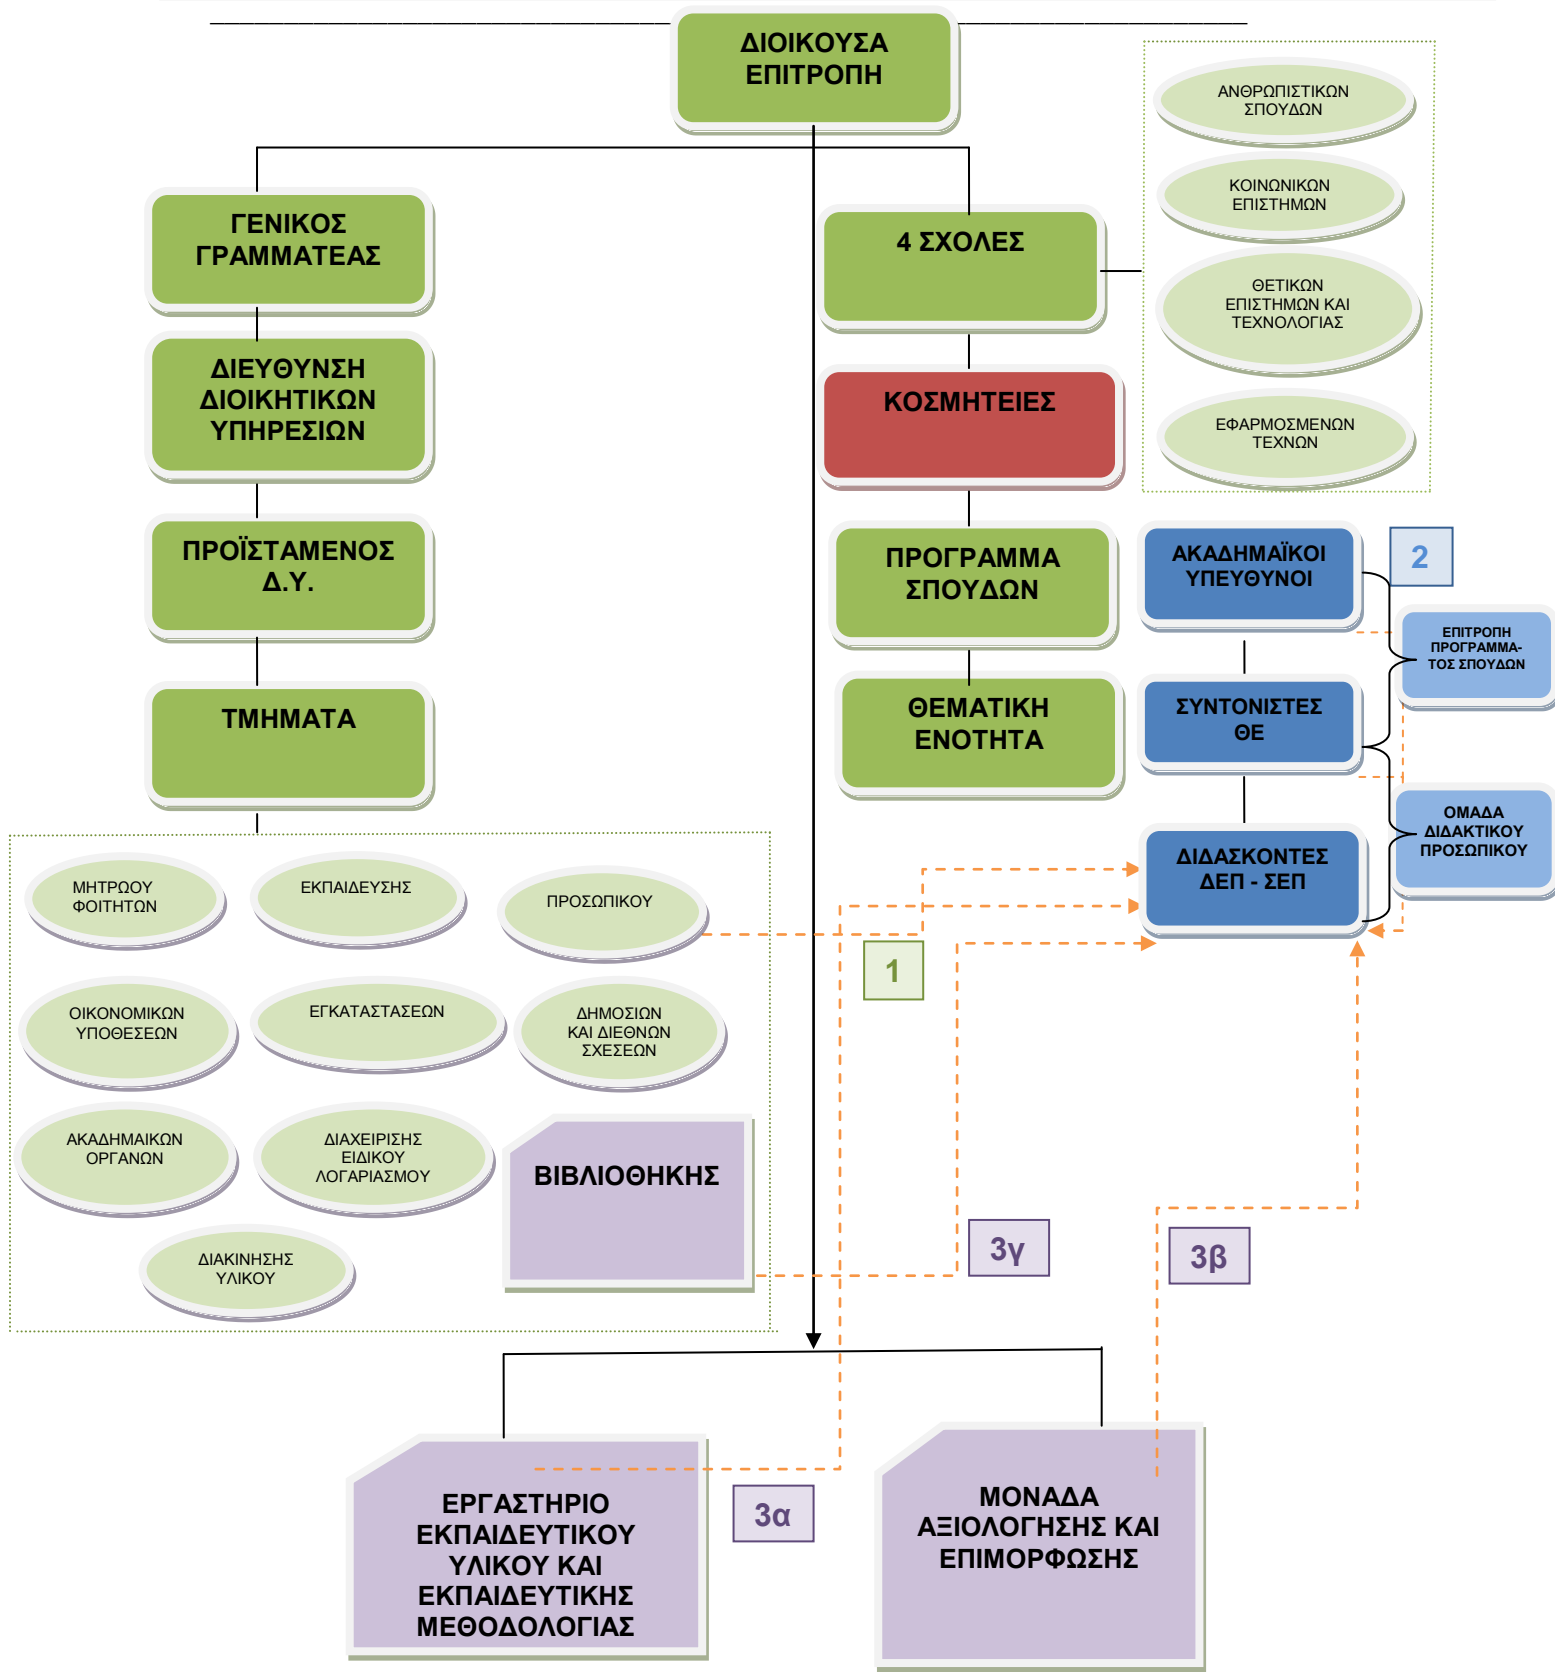 ΔΙΟΙΚΟΥΣΑ
ΕΠΙΤΡΟΠΗ
ΑΝΘΡΩΠΙΣΤΙΚΩΝ
ΣΠΟΥΔΩΝ
ΚΟΙΝΩΝΙΚΩΝ
ΕΠΙΣΤΗΜΩΝ
ΘΕΤΙΚΩΝ
ΕΠΙΣΤΗΜΩΝ ΚΑΙ
ΤΕΧΝΟΛΟΓΙΑΣ
ΕΦΑΡΜΟΣΜΕΝΩΝ
ΤΕΧΝΩΝ
ΓΕΝΙΚΟΣ
ΓΡΑΜΜΑΤΕΑΣ
4 ΣΧΟΛΕΣ
ΔΙΕΥΘΥΝΣΗ
ΔΙΟΙΚΗΤΙΚΩΝ
ΥΠΗΡΕΣΙΩΝ
ΚΟΣΜΗΤΕΙΕΣ
ΠΡΟΪΣΤΑΜΕΝΟΣ
Δ.Υ.
ΠΡΟΓΡΑΜΜΑ
ΣΠΟΥΔΩΝ
ΑΚΑΔΗΜΑΪΚΟΙ
ΥΠΕΥΘΥΝΟΙ
2
ΕΠΙΤΡΟΠΗ
ΠΡΟΓΡΑΜΜΑ-
ΤΟΣ ΣΠΟΥΔΩΝ
ΤΜΗΜΑΤΑ
ΘΕΜΑΤΙΚΗ
ΕΝΟΤΗΤΑ
ΣΥΝΤΟΝΙΣΤΕΣ
ΘΕ
ΟΜΑΔΑ
ΔΙΔΑΚΤΙΚΟΥ
ΠΡΟΣΩΠΙΚΟΥ
ΔΙΔΑΣΚΟΝΤΕΣ
ΔΕΠ - ΣΕΠ
ΜΗΤΡΩΟΥ
ΦΟΙΤΗΤΩΝ
ΕΚΠΑΙΔΕΥΣΗΣ
ΠΡΟΣΩΠΙΚΟΥ
1
ΟΙΚΟΝΟΜΙΚΩΝ
ΥΠΟΘΕΣΕΩΝ
ΕΓΚΑΤΑΣΤΑΣΕΩΝ
ΔΗΜΟΣΙΩΝ
ΚΑΙ ΔΙΕΘΝΩΝ
ΣΧΕΣΕΩΝ
ΑΚΑΔΗΜΑΙΚΩΝ
ΟΡΓΑΝΩΝ
ΔΙΑΧΕΙΡΙΣΗΣ
ΕΙΔΙΚΟΥ
ΛΟΓΑΡΙΑΣΜΟΥ
ΒΙΒΛΙΟΘΗΚΗΣ
ΔΙΑΚΙΝΗΣΗΣ
ΥΛΙΚΟΥ
3γ
3β
ΕΡΓΑΣΤΗΡΙΟ
ΕΚΠΑΙΔΕΥΤΙΚΟΥ
ΥΛΙΚΟΥ ΚΑΙ
ΕΚΠΑΙΔΕΥΤΙΚΗΣ
ΜΕΘΟΔΟΛΟΓΙΑΣ
3α
ΜΟΝΑΔΑ
ΑΞΙΟΛΟΓΗΣΗΣ ΚΑΙ
ΕΠΙΜΟΡΦΩΣΗΣ